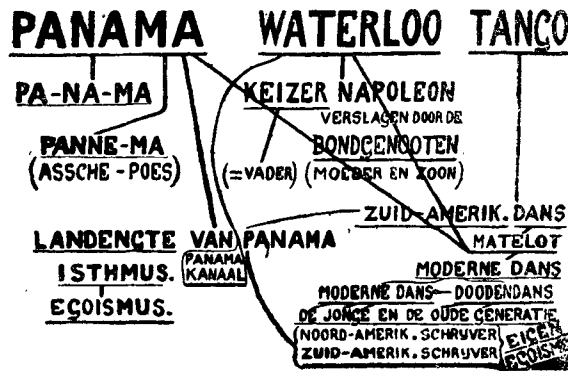 PANAMA WATERLOO TANGO
PA-NA-MA KEIZER NAPOLEON
VERSLAGEN DOOR DE
PANNE-MA BONDGENOOTEN
(ASSCHE-POES) (=VADER) (MOEDER EN ZOON)
ZUID-AMERIK. DANS
LANDENGTE VAN PANAMA MATELOT
PANAMA
KANAAL
ISTHMUS. MODERNE DANS
EGOISMUS. MODERNE DANS-DOODENDANS
DE JONGE EN DE OUDE GENERATIE
NOORD-AMERIK. SCHRIJVER
ZUID-AMERIK. SCHRIJVER
EIGEN
EGOISME